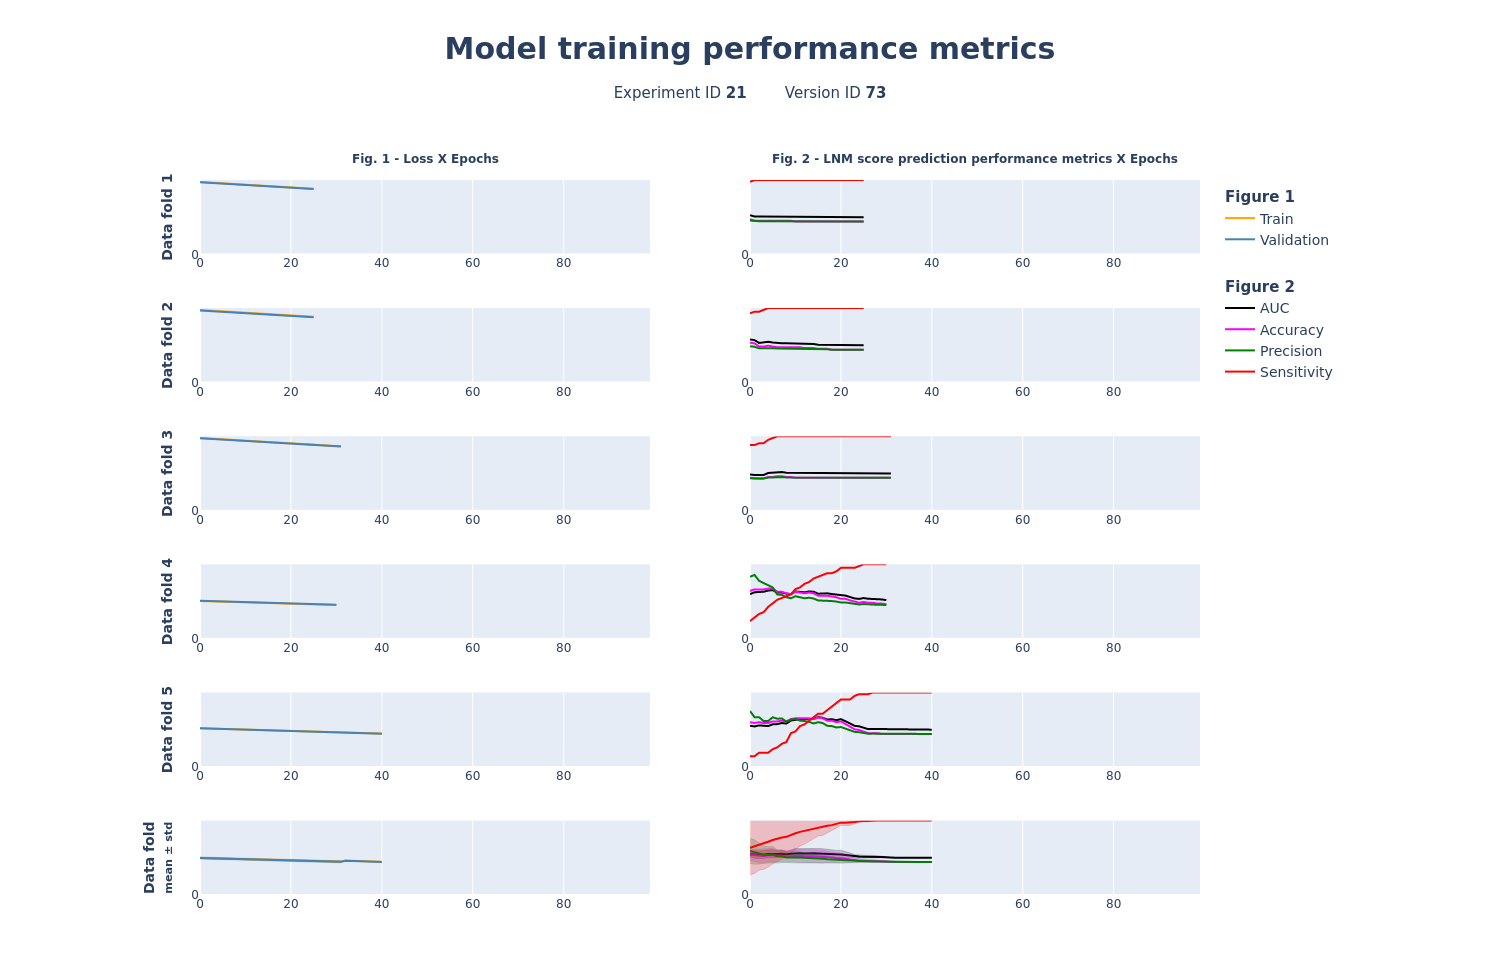 Model training performance metrics
Experiment ID 21 Version ID 73
Fig. 1 - Loss X Epochs
Fig. 2 - LNM score prediction performance metrics X Epochs
Data fold 1
0
0 20 40 60 80
0
0 20 40 60 80
Figure 1
Train
Validation
Figure 2
AUC
Accuracy
Precision
Sensitivity
Data fold 2
0
0 20 40 60 80
0
0 20 40 60 80
Data fold 3
0
0 20 40 60 80
0
0 20 40 60 80
Data fold 4
0
0 20 40 60 80
0
0 20 40 60 80
Data fold 5
0
0 20 40 60 80
0
0 20 40 60 80
Data fold
mean ± std
0
0 20 40 60 80
0
0 20 40 60 80